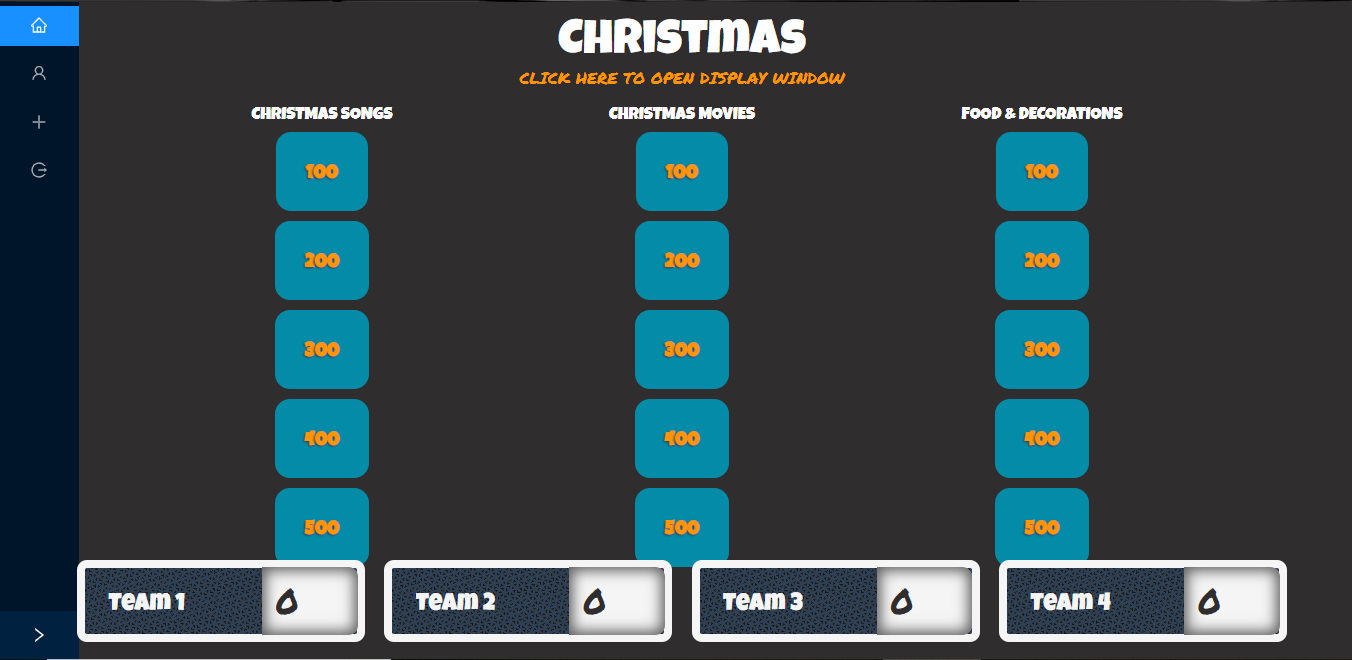 CHRISTMAS
CLICK HERE TO OPEN DISPLAY WINDOW
CHRISTMAS SONGS CHRISTMAS MOVIES FOOD & DECORATIONS
100 100 100
200 200 200
300 300 300
400 400 400
500 500 500
Team 1 0 Team 2 0 Team 3 0 Team 4 0